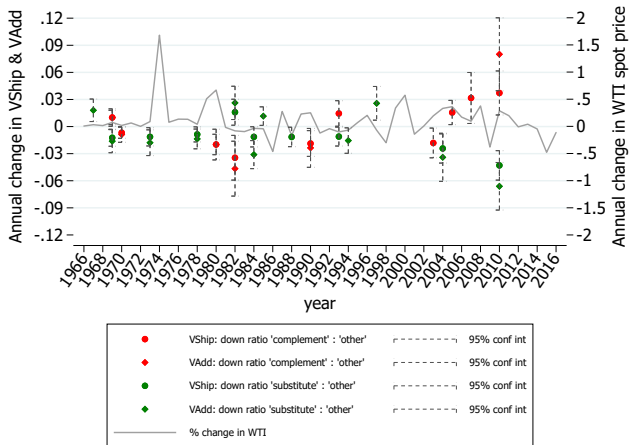 Annual change in VShip & VAdd
.12
.09
.06
.03
0
-.03
-.06
-.09
-.12
Annual change in WTI spot price
2
1.5
1
.5
0
-.5
-1
-1.5
-2
1966 1968 1970 1972 1974 1976 1978 1980 1982 1984 1986 1988 1990 1992 1994 1996 1998 2000 2002 2004 2006 2008 2010 2012 2014 2016
year
VShip: down ratio 'complement' : 'other' 95% conf int
VAdd: down ratio 'complement' : 'other' 95% conf int
VShip: down ratio 'substitute' : 'other' 95% conf int
VAdd: down ratio 'substitute' : 'other' 95% conf int
% change in WTI